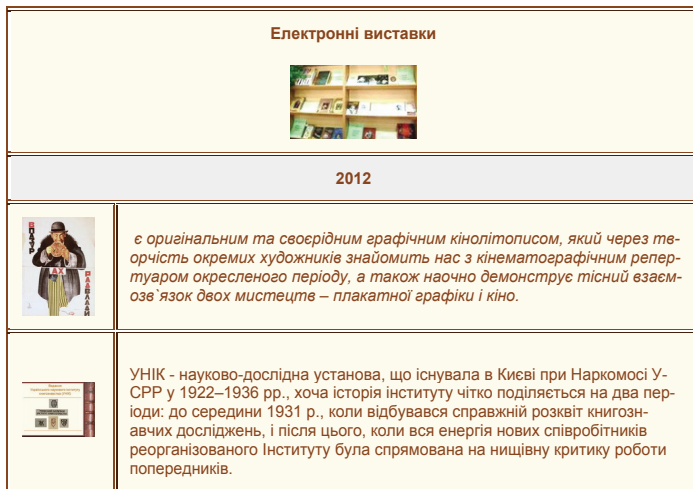 Електронні виставки
2012
є оригінальним та своєрідним графічним кінолітописом, який через тв-
орчість окремих художників знайомить нас з кінематографічним репер-
туаром окресленого періоду, а також наочно демонструє тісний взаєм-
озв`язок двох мистецтв – плакатної графіки і кіно.
УНІК - науково-дослідна установа, що існувала в Києві при Наркомосі У-
СРР у 1922–1936 рр., хоча історія інституту чітко поділяється на два пер-
іоди: до середини 1931 р., коли відбувався справжній розквіт книгозн-
авчих досліджень, і після цього, коли вся енергія нових співробітників
реорганізованого Інституту була спрямована на нищівну критику роботи
попередників.